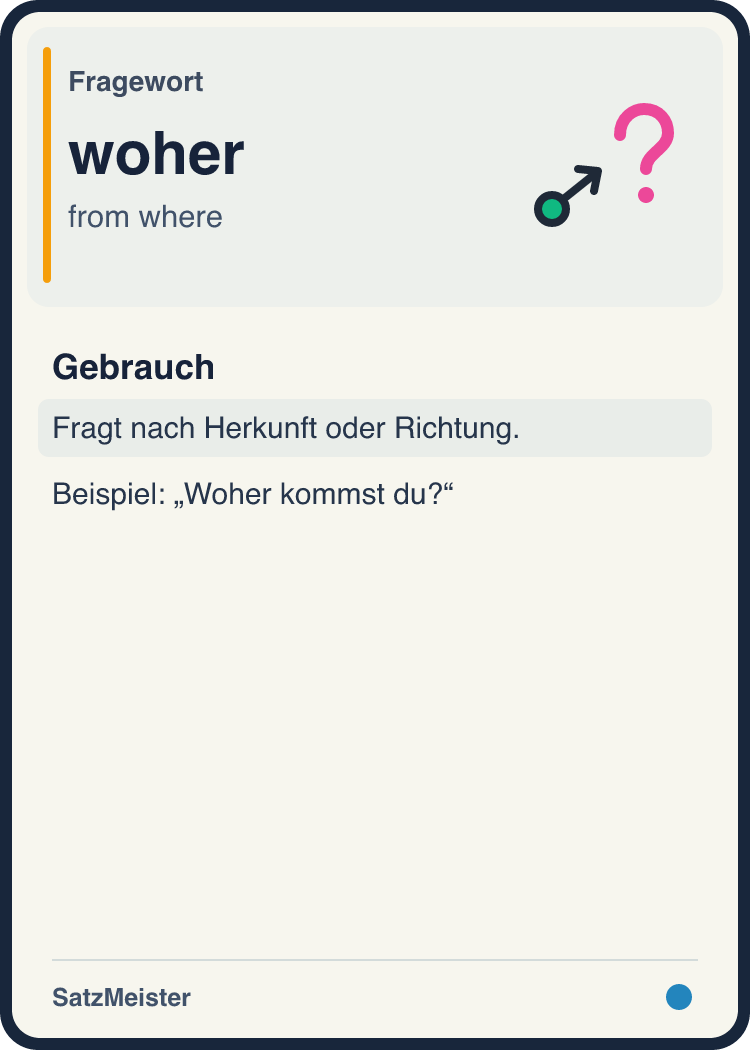 Fragewort
woher
from where
?
Gebrauch
Fragt nach Herkunft oder Richtung.
Beispiel: „Woher kommst du?“
SatzMeister